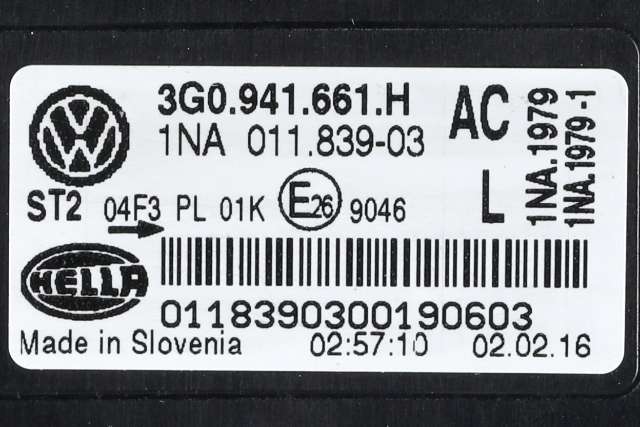 3G0.941.661.H
1NA 011.839-03
AC
1NA.1979
1NA.1979-1
ST2 04F3 PL 01K E26 9046
L
HELLA
0118390300190603
Made in Slovenia 02:57:10 02.02.16